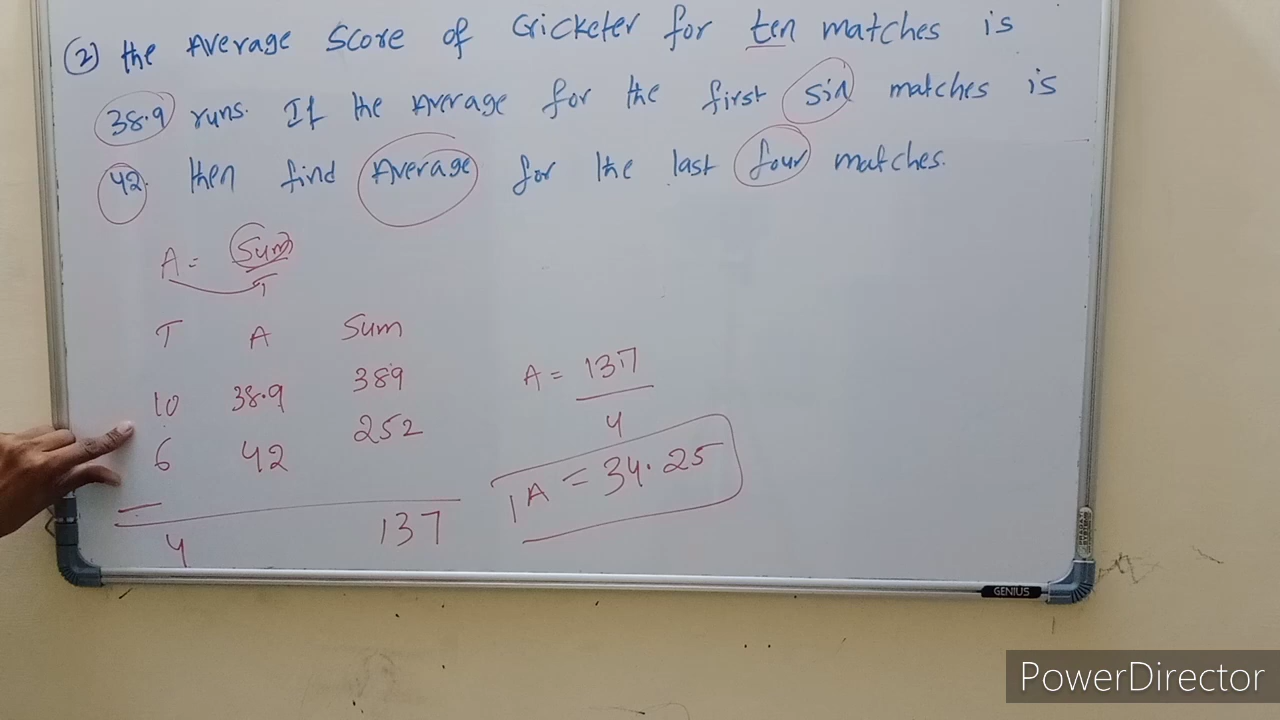 ② the Average Score of Cricketer for ten matches is
38.9 runs. If the Average for the first six matches is
42. then find Average for the last four matches.
A = Sum
T
T A Sum
10 38.9 389
6 42 252
4 137
A = 137
4
A = 34.25
GENIUS
PowerDirector